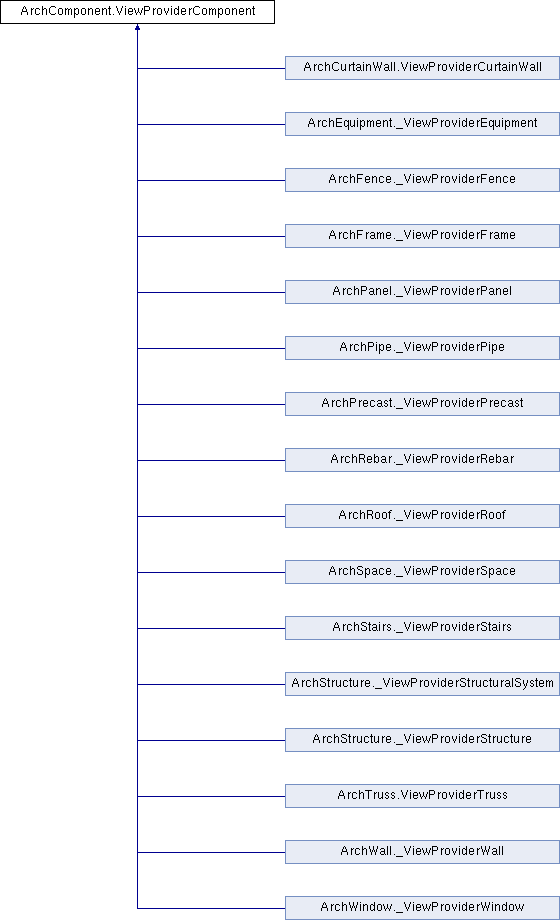 ArchComponent.ViewProviderComponent
ArchCurtainWall.ViewProviderCurtainWall
ArchEquipment._ViewProviderEquipment
ArchFence._ViewProviderFence
ArchFrame._ViewProviderFrame
ArchPanel._ViewProviderPanel
ArchPipe._ViewProviderPipe
ArchPrecast._ViewProviderPrecast
ArchRebar._ViewProviderRebar
ArchRoof._ViewProviderRoof
ArchSpace._ViewProviderSpace
ArchStairs._ViewProviderStairs
ArchStructure._ViewProviderStructuralSystem
ArchStructure._ViewProviderStructure
ArchTruss.ViewProviderTruss
ArchWall._ViewProviderWall
ArchWindow._ViewProviderWindow